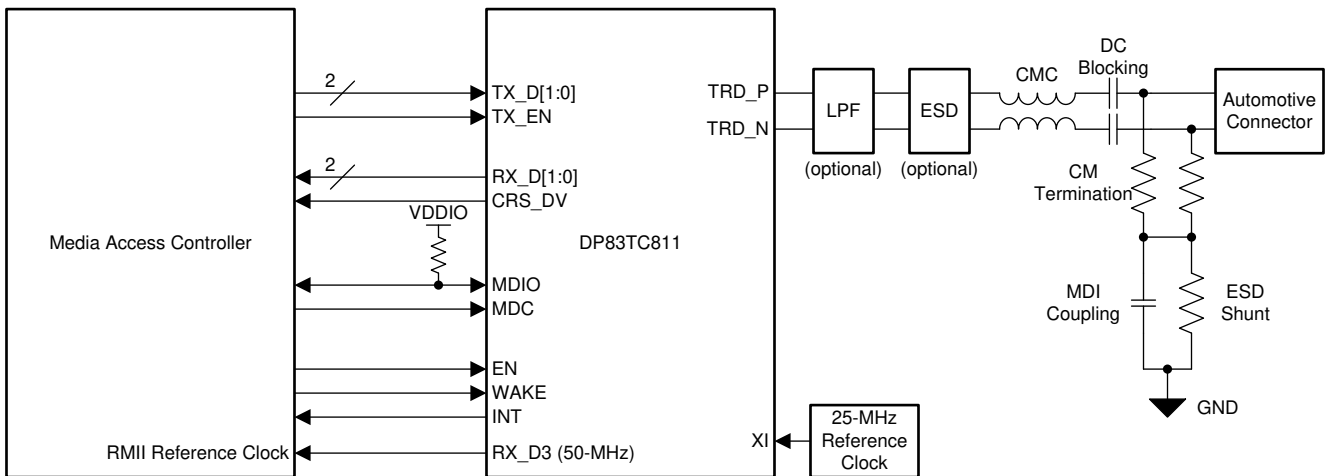 Media Access Controller
RMII Reference Clock
2
2
VDDIO
TX_D[1:0]
TX_EN
RX_D[1:0]
CRS_DV
DP83TC811
MDIO
MDC
EN
WAKE
INT
RX_D3 (50-MHz)
TRD_P
TRD_N
XI
LPF
(optional)
ESD
(optional)
CMC
DC
Blocking
Automotive
Connector
CM
Termination
MDI
Coupling
ESD
Shunt
GND
25-MHz
Reference
Clock